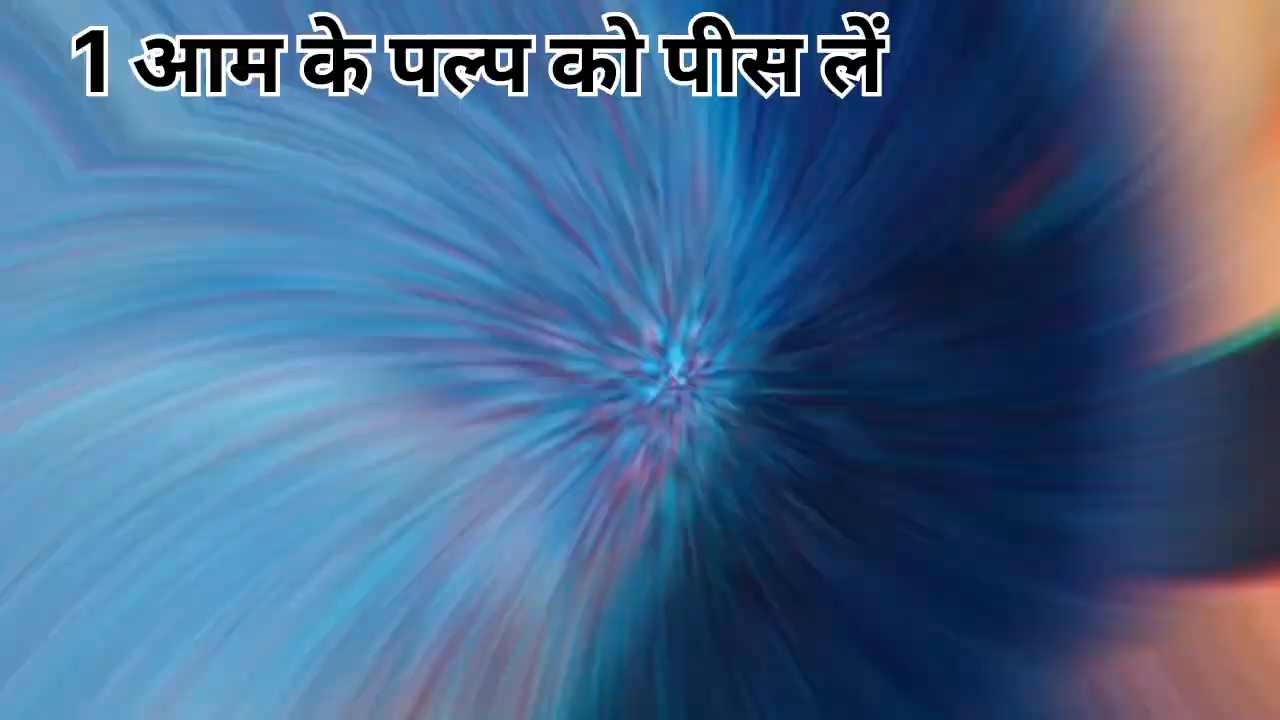 1 आम के पल्प को पीस लें